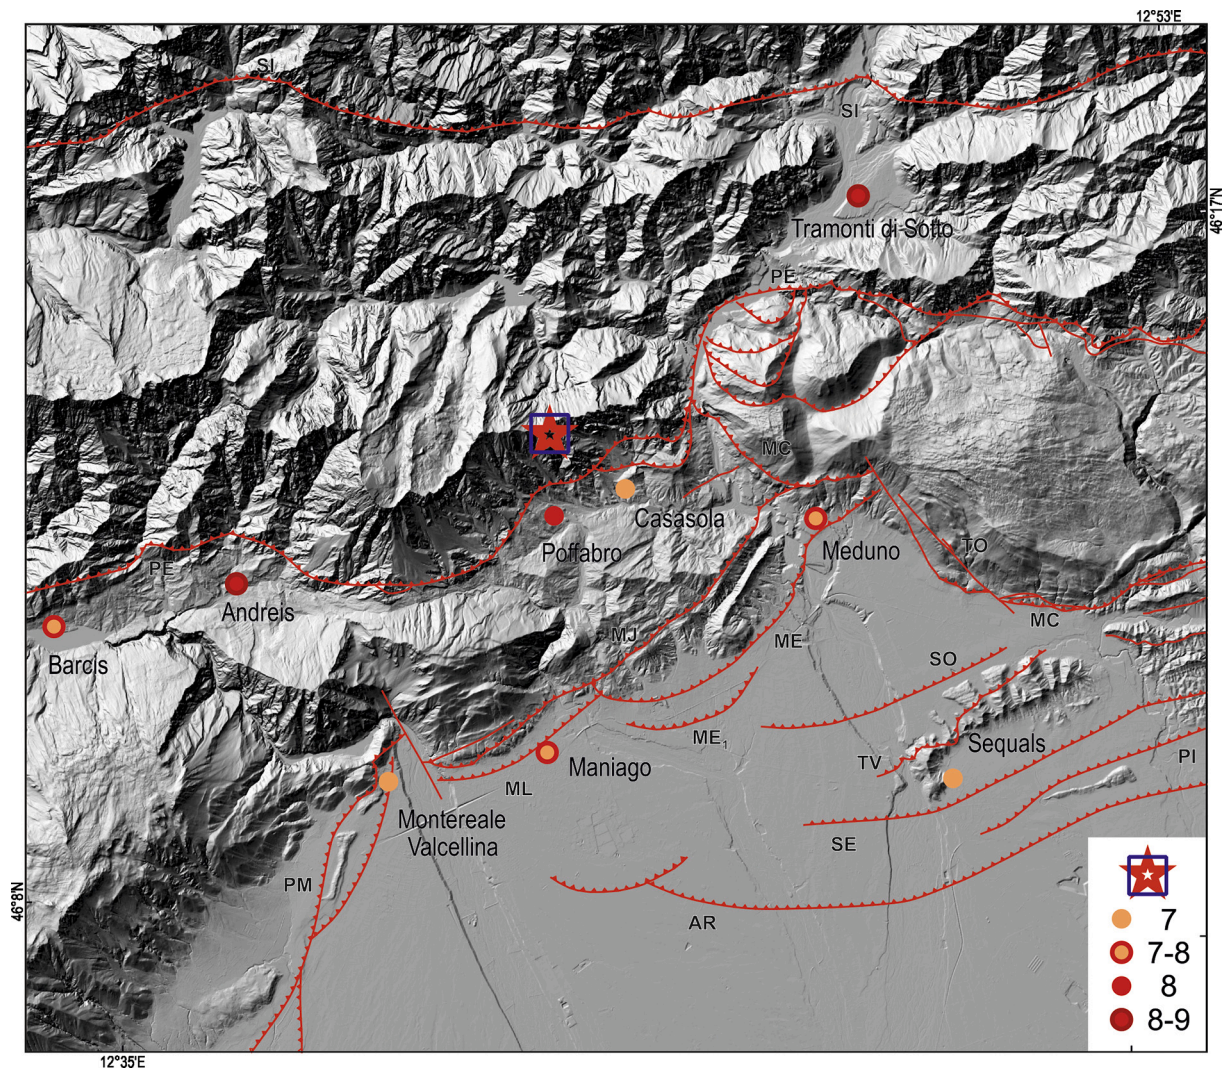 12°53'E
SI
SI
46°17'N
Tramonti di Sotto
PE
MC
Casasola
Poffabro
Meduno
TO
PE
Andreis
MC
Barcis
MJ
ME
SO
ME1
Sequals
TV
PI
Maniago
ML
Montereale
Valcellina
SE
PM
46°8'N
AR
7
7-8
8
8-9
12°35'E